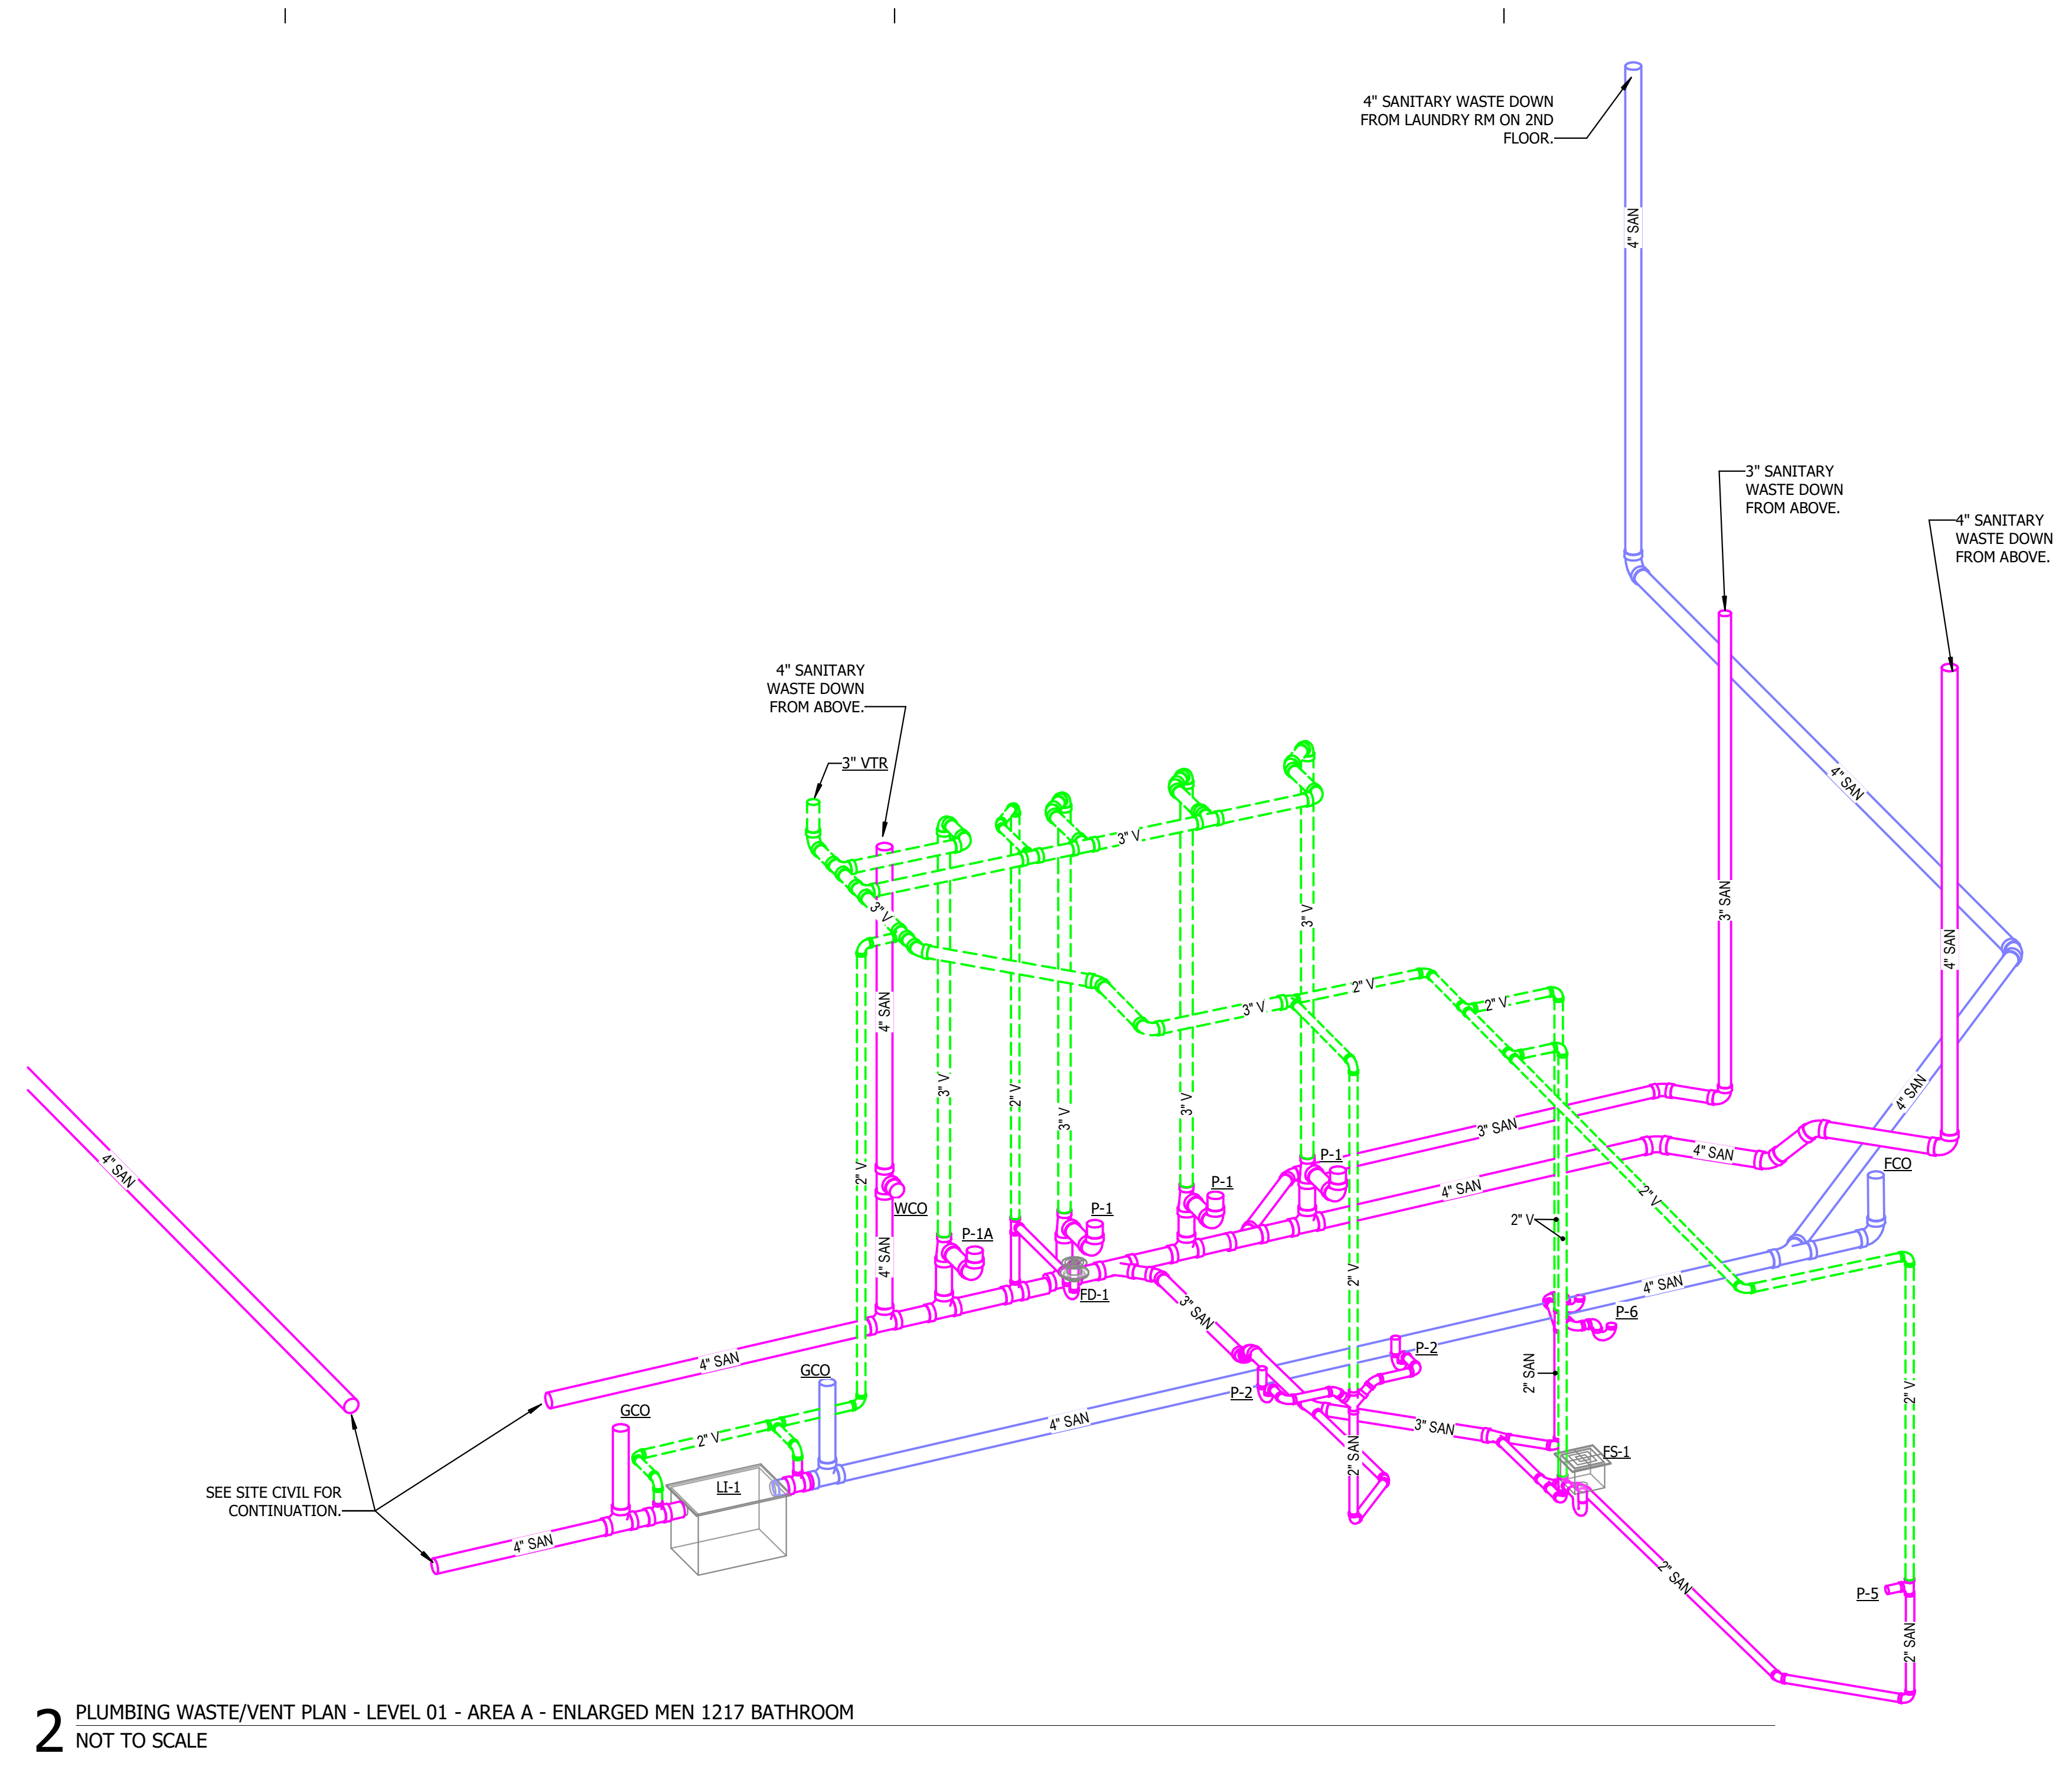 4" SANITARY WASTE DOWN
FROM LAUNDRY RM ON 2ND
FLOOR.
4" SAN
3" SANITARY
WASTE DOWN
FROM ABOVE.
4" SANITARY
WASTE DOWN
FROM ABOVE.
4" SANITARY
WASTE DOWN
FROM ABOVE.
3" VTR
4" SAN
3" V
3" V
3" V
3" SAN
4" SAN
4" SAN
3" V
2" V
2" V
3" V
2" V
3" V
3" V
4" SAN
3" SAN
4" SAN
2" V
4" SAN
P-1
FCO
4" SAN
2" V
P-1
WCO
P-1
2" V
P-1A
4" SAN
2" V
4" SAN
FD-1
3" SAN
P-6
4" SAN
GCO
P-2
2" SAN
P-2
2" V
GCO
4" SAN
3" SAN
2" V
2" SAN
FS-1
LI-1
SEE SITE CIVIL FOR
CONTINUATION.
4" SAN
2" SAN
P-5
2" SAN
2 PLUMBING WASTE/VENT PLAN - LEVEL 01 - AREA A - ENLARGED MEN 1217 BATHROOM
NOT TO SCALE